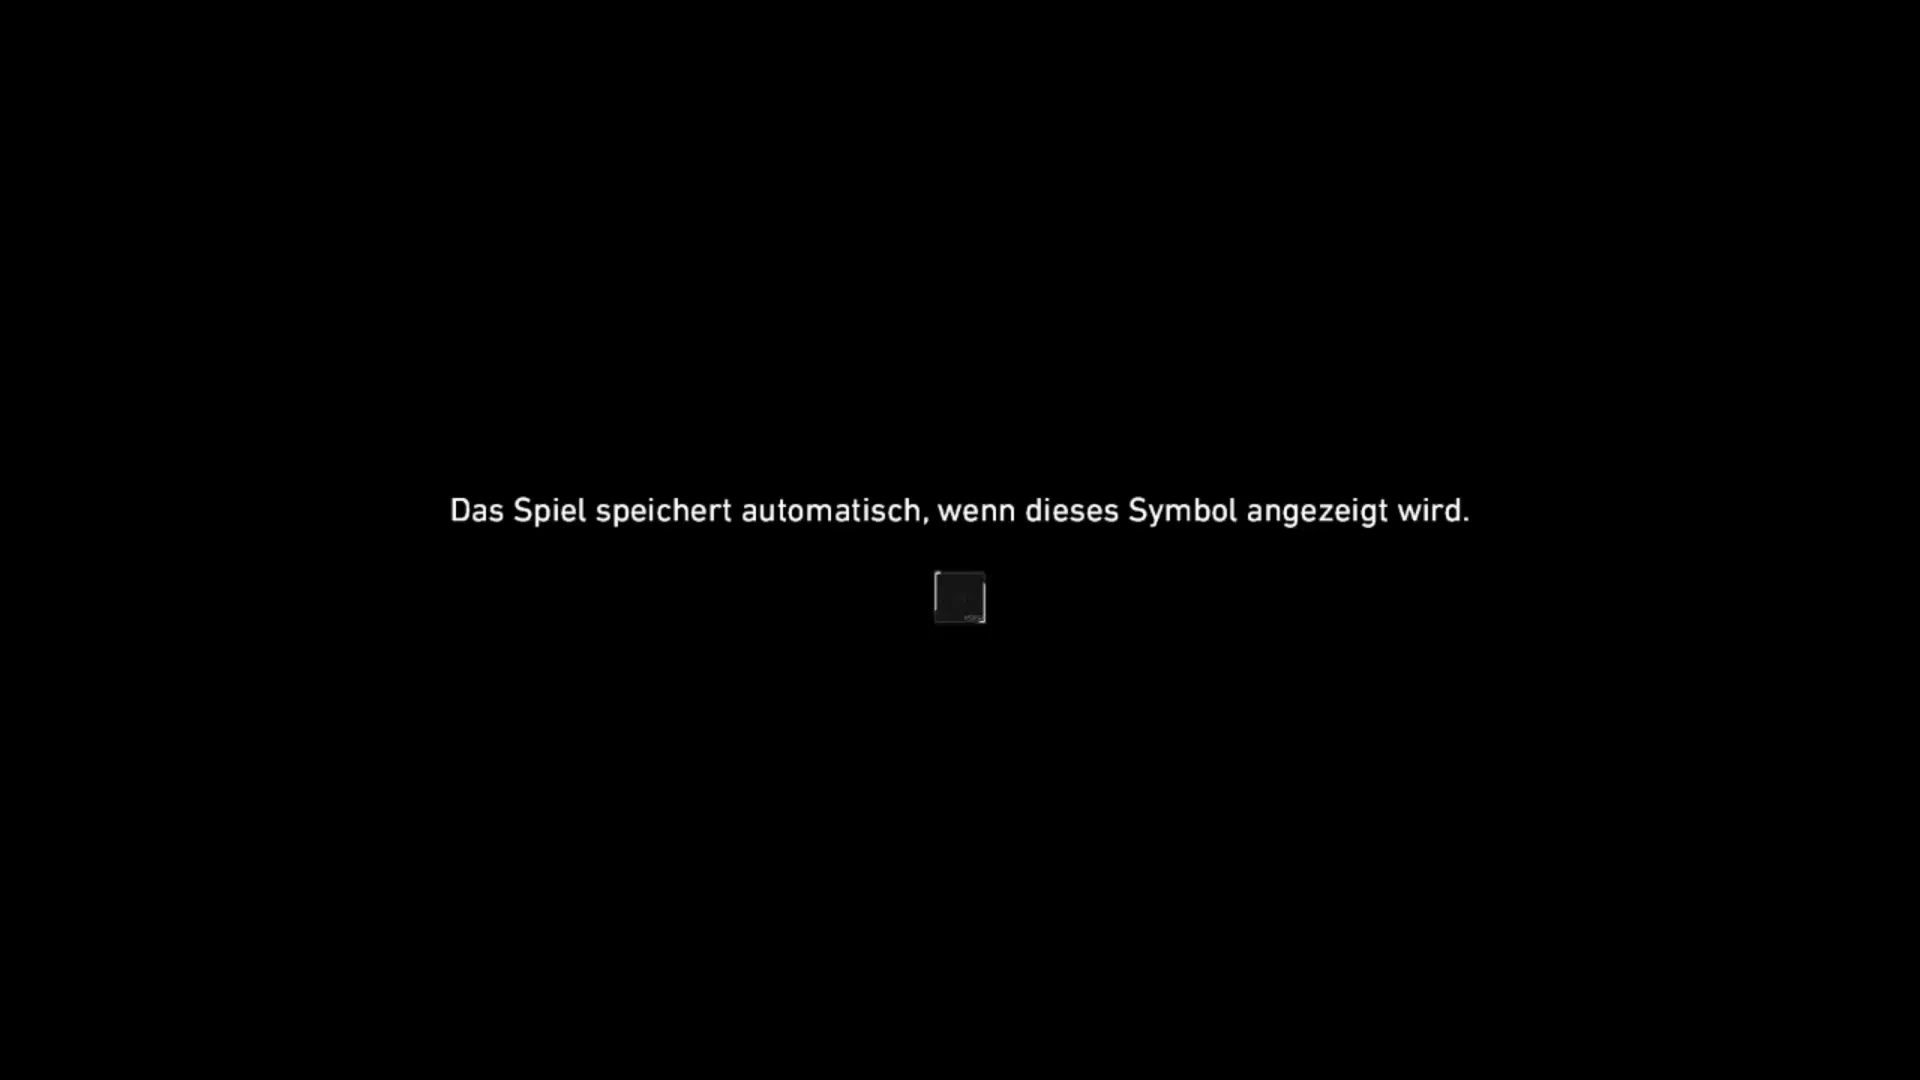 Das Spiel speichert automatisch, wenn dieses Symbol angezeigt wird.